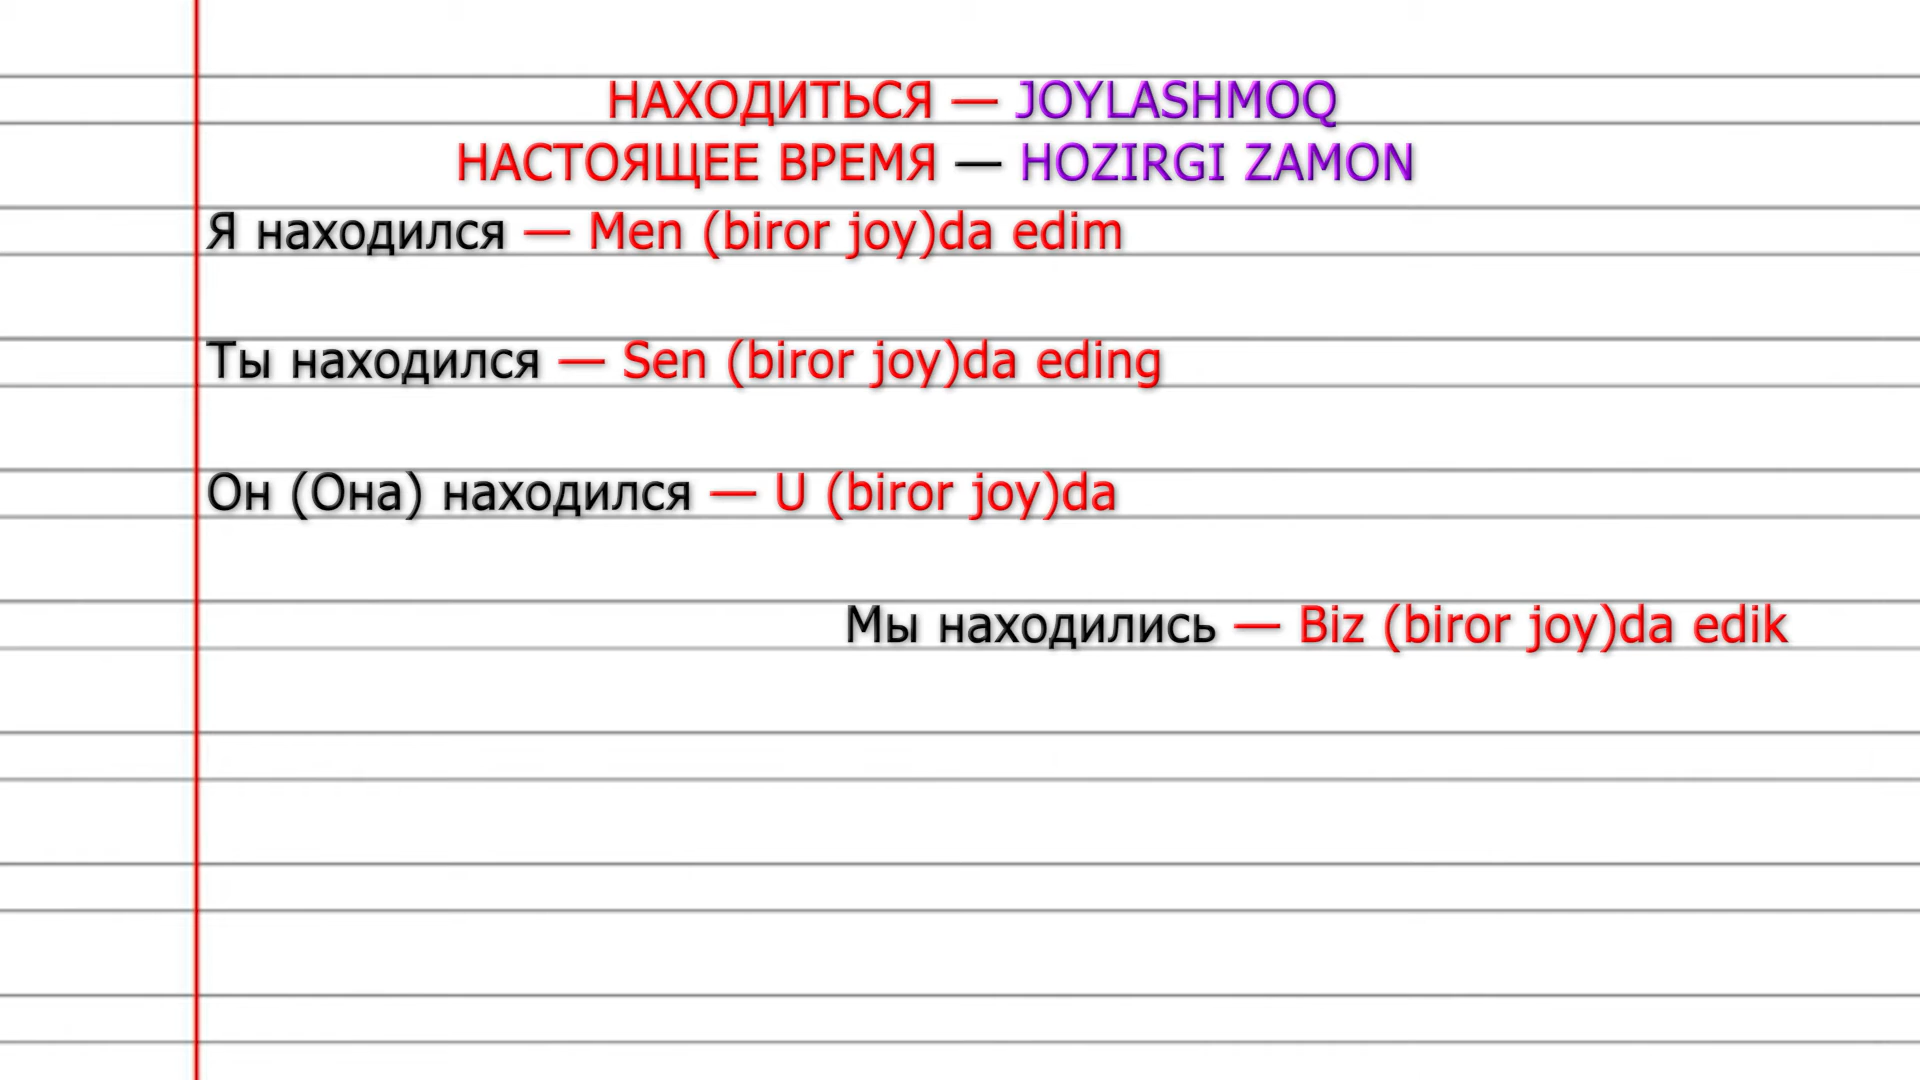 НАХОДИТЬСЯ — JOYLASHMOQ
НАСТОЯЩЕЕ ВРЕМЯ — HOZIRGI ZAMON
Я находился — Men (biror joy)da edim
Ты находился — Sen (biror joy)da eding
Он (Она) находился — U (biror joy)da
Мы находились — Biz (biror joy)da edik